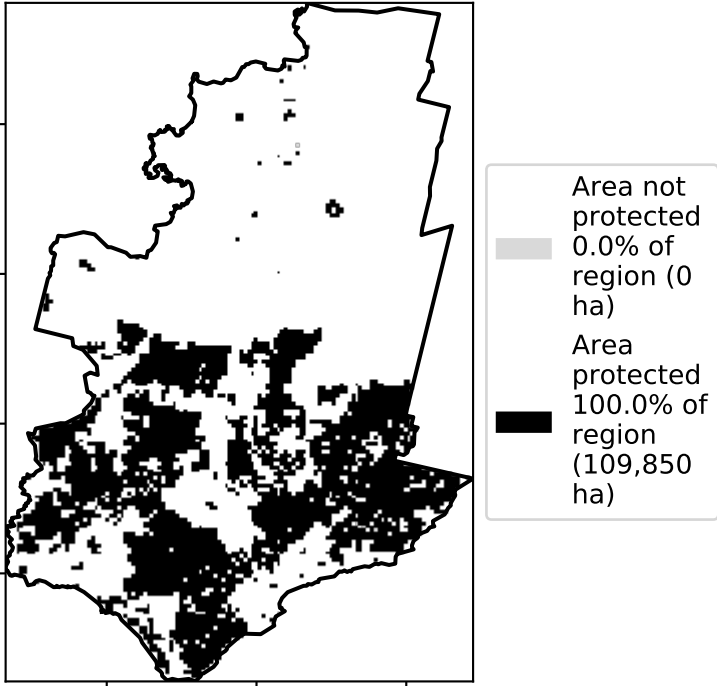 Area not
protected
0.0% of
region (0
ha)
Area
protected
100.0% of
region
(109,850
ha)